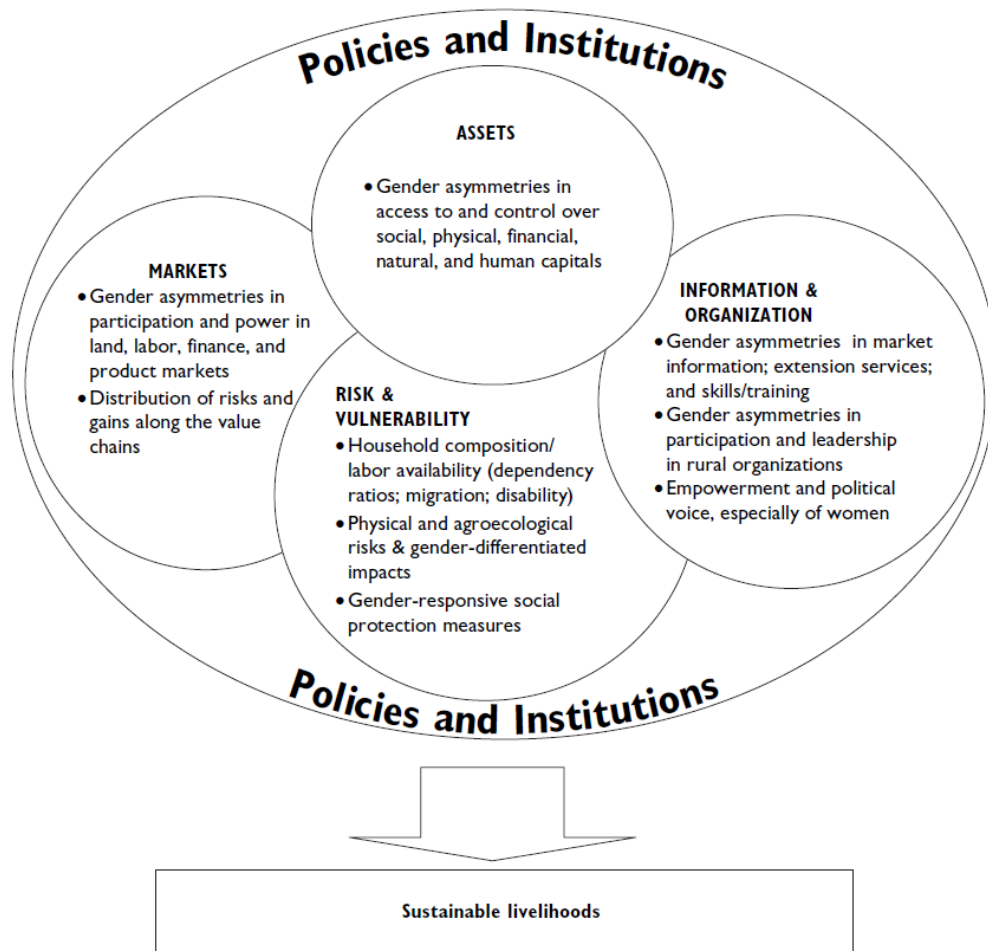 Policies and Institutions
ASSETS
• Gender asymmetries in
access to and control over
social, physical, financial,
natural, and human capitals
MARKETS
• Gender asymmetries in
participation and power in
land, labor, finance, and
product markets
• Distribution of risks and
gains along the value
chains
INFORMATION &
ORGANIZATION
• Gender asymmetries in market
information; extension services;
and skills/training
• Gender asymmetries in
participation and leadership
in rural organizations
• Empowerment and political
voice, especially of women
RISK &
VULNERABILITY
• Household composition/
labor availability (dependency
ratios; migration; disability)
• Physical and agroecological
risks & gender-differentiated
impacts
• Gender-responsive social
protection measures
Policies and Institutions
Sustainable livelihoods